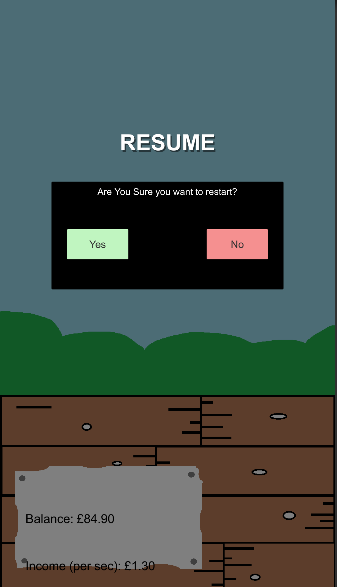 RESUME
Are You Sure you want to restart?
Yes No
Balance: £84.90
Income (per sec): £1.30